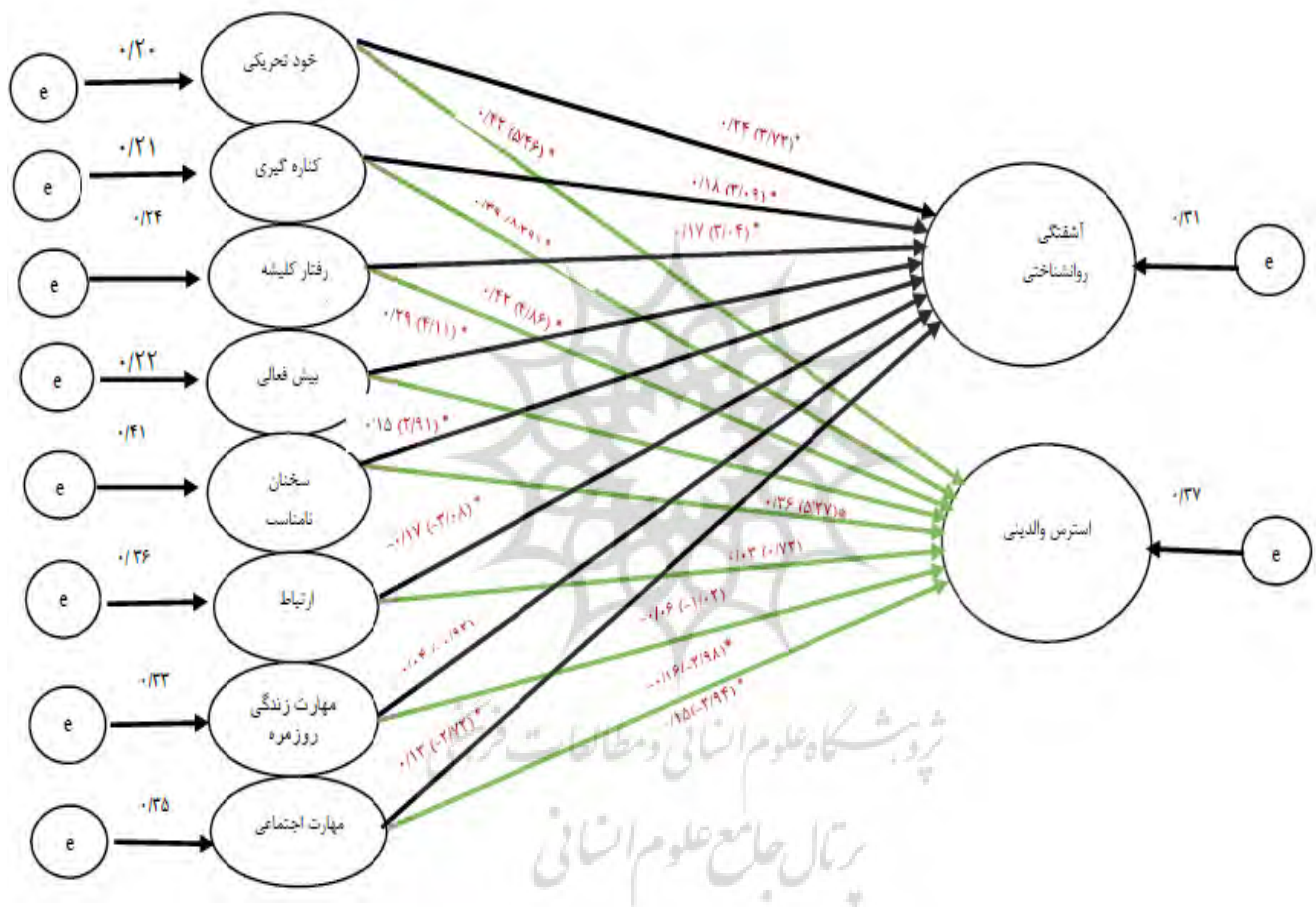 ۰/۲۰
e
خود تحریکی
۰/۲۱
e
کناره گیری
۰/۲۴
e
رفتار کلیشه
۰/۲۲
e
بیش فعالی
۰/۴۱
e
سخنان
نامناسب
۰/۳۶
e
ارتباط
۰/۳۳
e
مهارت زندگی
روزمره
۰/۳۵
e
مهارت اجتماعی
۰/۲۴ (۳/۷۳)*
۰/۴۲ (۵/۴۶) *
۰/۱۸ (۳/۰۹) *
۰/۱۷ (۳/۰۴) *
۰/۴۲ (۴/۸۶) *
۰/۲۹ (۴/۱۱) *
۰/۱۵ (۲/۹۱) *
۰/۳۶ (۵/۲۷)*
-۰/۱۷ (-۳/۰۸) *
۰/۰۳ (۰/۷۳)
-۰/۰۶ (-۱/۰۲)
-۰/۱۶(-۲/۹۸)*
۰/۱۳ (-۲/۷۲)*
آشفتگی
روانشناختی
۰/۳۱
e
استرس والدینی
۰/۳۷
e
پژوهشگاه علوم انسانی و مطالعات فرهنگی
پرتال جامع علوم انسانی